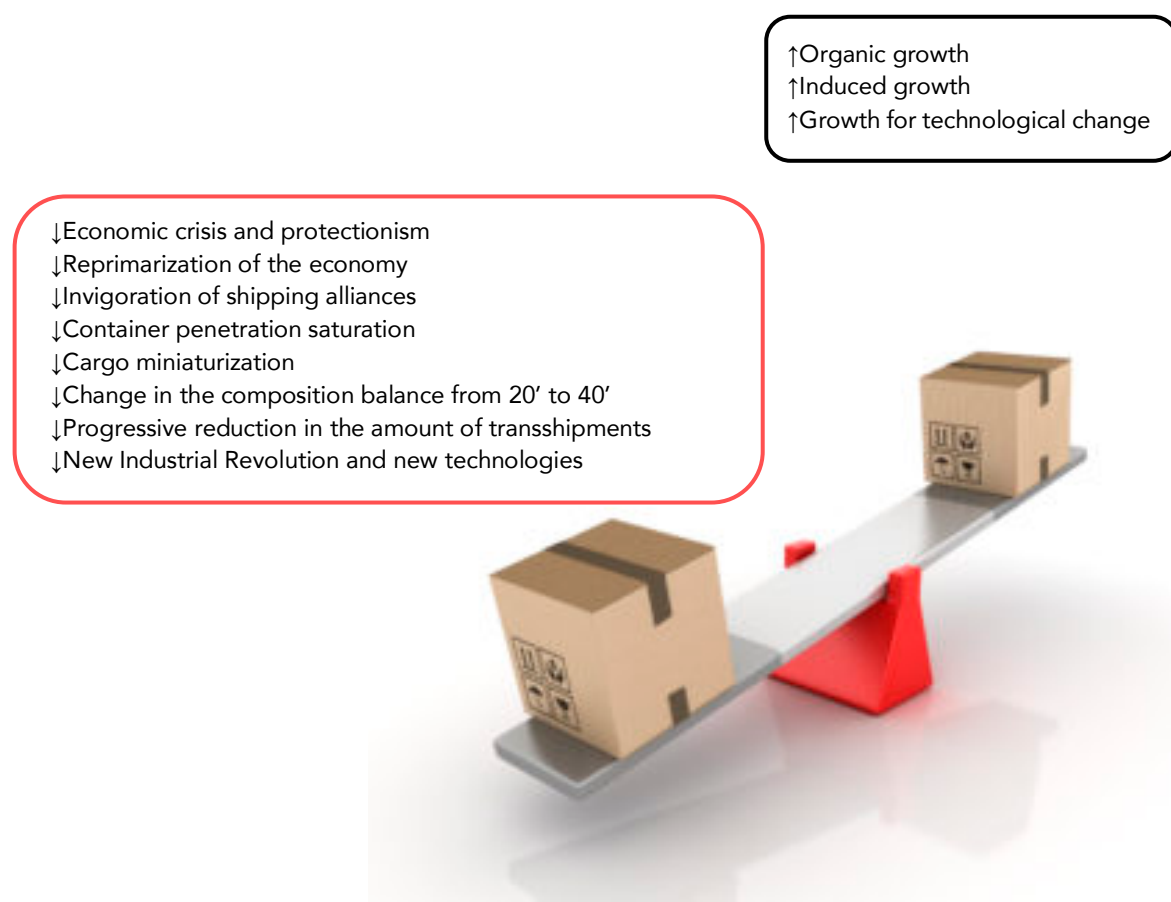 ↑Organic growth
↑Induced growth
↑Growth for technological change
↓Economic crisis and protectionism
↓Reprimarization of the economy
↓Invigoration of shipping alliances
↓Container penetration saturation
↓Cargo miniaturization
↓Change in the composition balance from 20’ to 40’
↓Progressive reduction in the amount of transshipments
↓New Industrial Revolution and new technologies